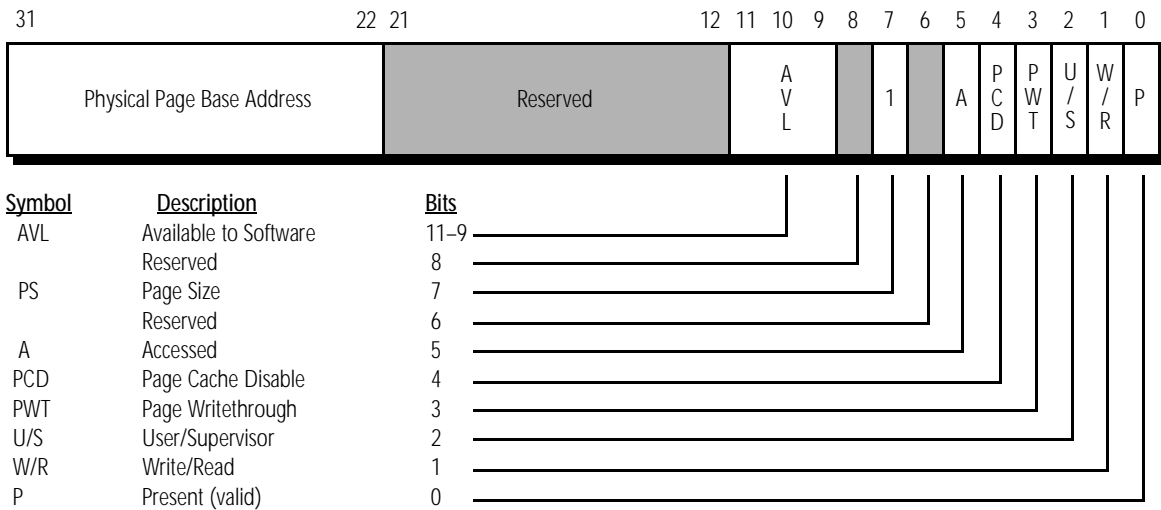 31 22 21 12 11 10 9 8 7 6 5 4 3 2 1 0
Physical Page Base Address Reserved AVL 1 A PCD PWT U/S W/R P
Symbol Description Bits
AVL Available to Software 11–9
Reserved 8
PS Page Size 7
Reserved 6
A Accessed 5
PCD Page Cache Disable 4
PWT Page Writethrough 3
U/S User/Supervisor 2
W/R Write/Read 1
P Present (valid) 0